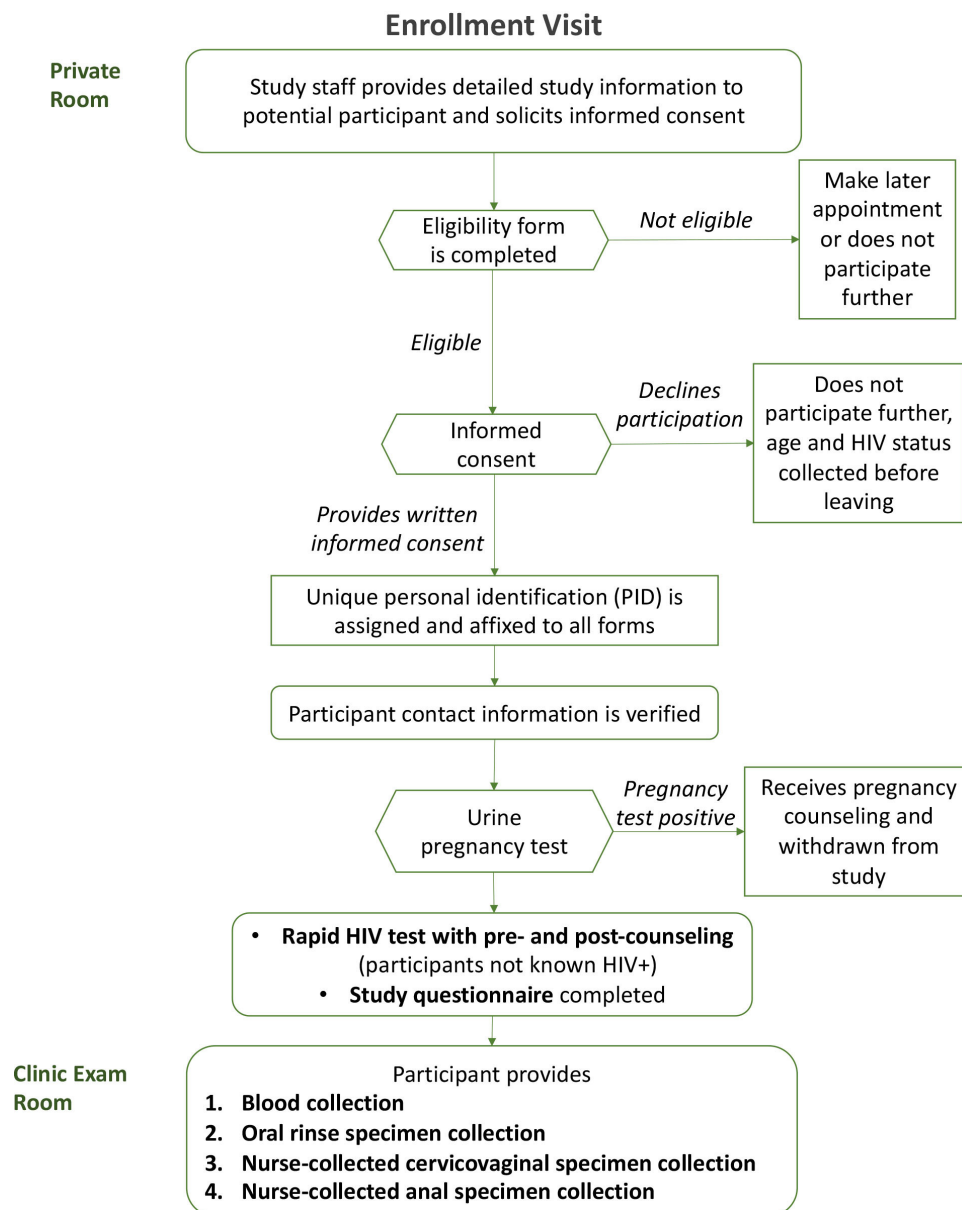 Enrollment Visit
Private
Room
Study staff provides detailed study information to
potential participant and solicits informed consent
Eligibility form
is completed
Not eligible
Make later
appointment
or does not
participate
further
Eligible
Informed
consent
Declines
participation
Does not
participate further,
age and HIV status
collected before
leaving
Provides written
informed consent
Unique personal identification (PID) is
assigned and affixed to all forms
Participant contact information is verified
Urine
pregnancy test
Pregnancy
test positive
Receives pregnancy
counseling and
withdrawn from
study
• Rapid HIV test with pre- and post-counseling
(participants not known HIV+)
• Study questionnaire completed
Clinic Exam
Room
Participant provides
1. Blood collection
2. Oral rinse specimen collection
3. Nurse-collected cervicovaginal specimen collection
4. Nurse-collected anal specimen collection